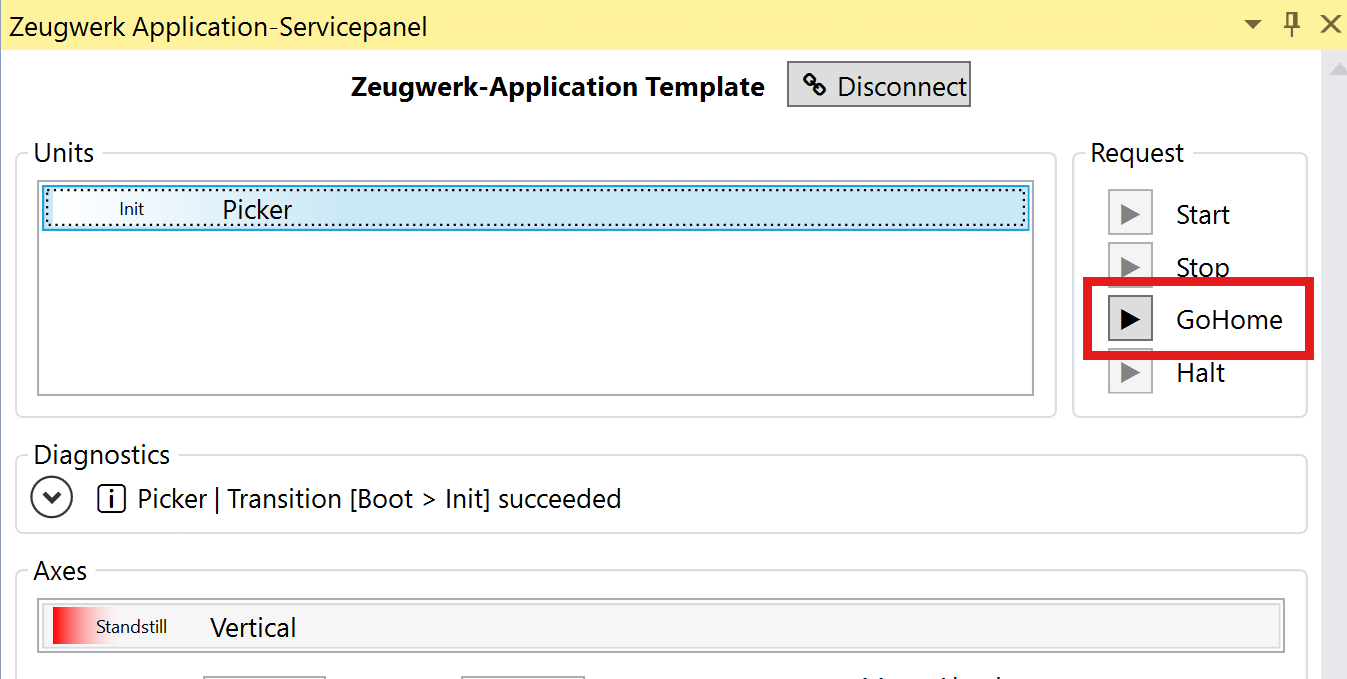 Zeugwerk Application-Servicepanel
Zeugwerk-Application Template
Disconnect
Units
Init Picker
Request
Start
Stop
GoHome
Halt
Diagnostics
Picker | Transition [Boot > Init] succeeded
Axes
Standstill Vertical